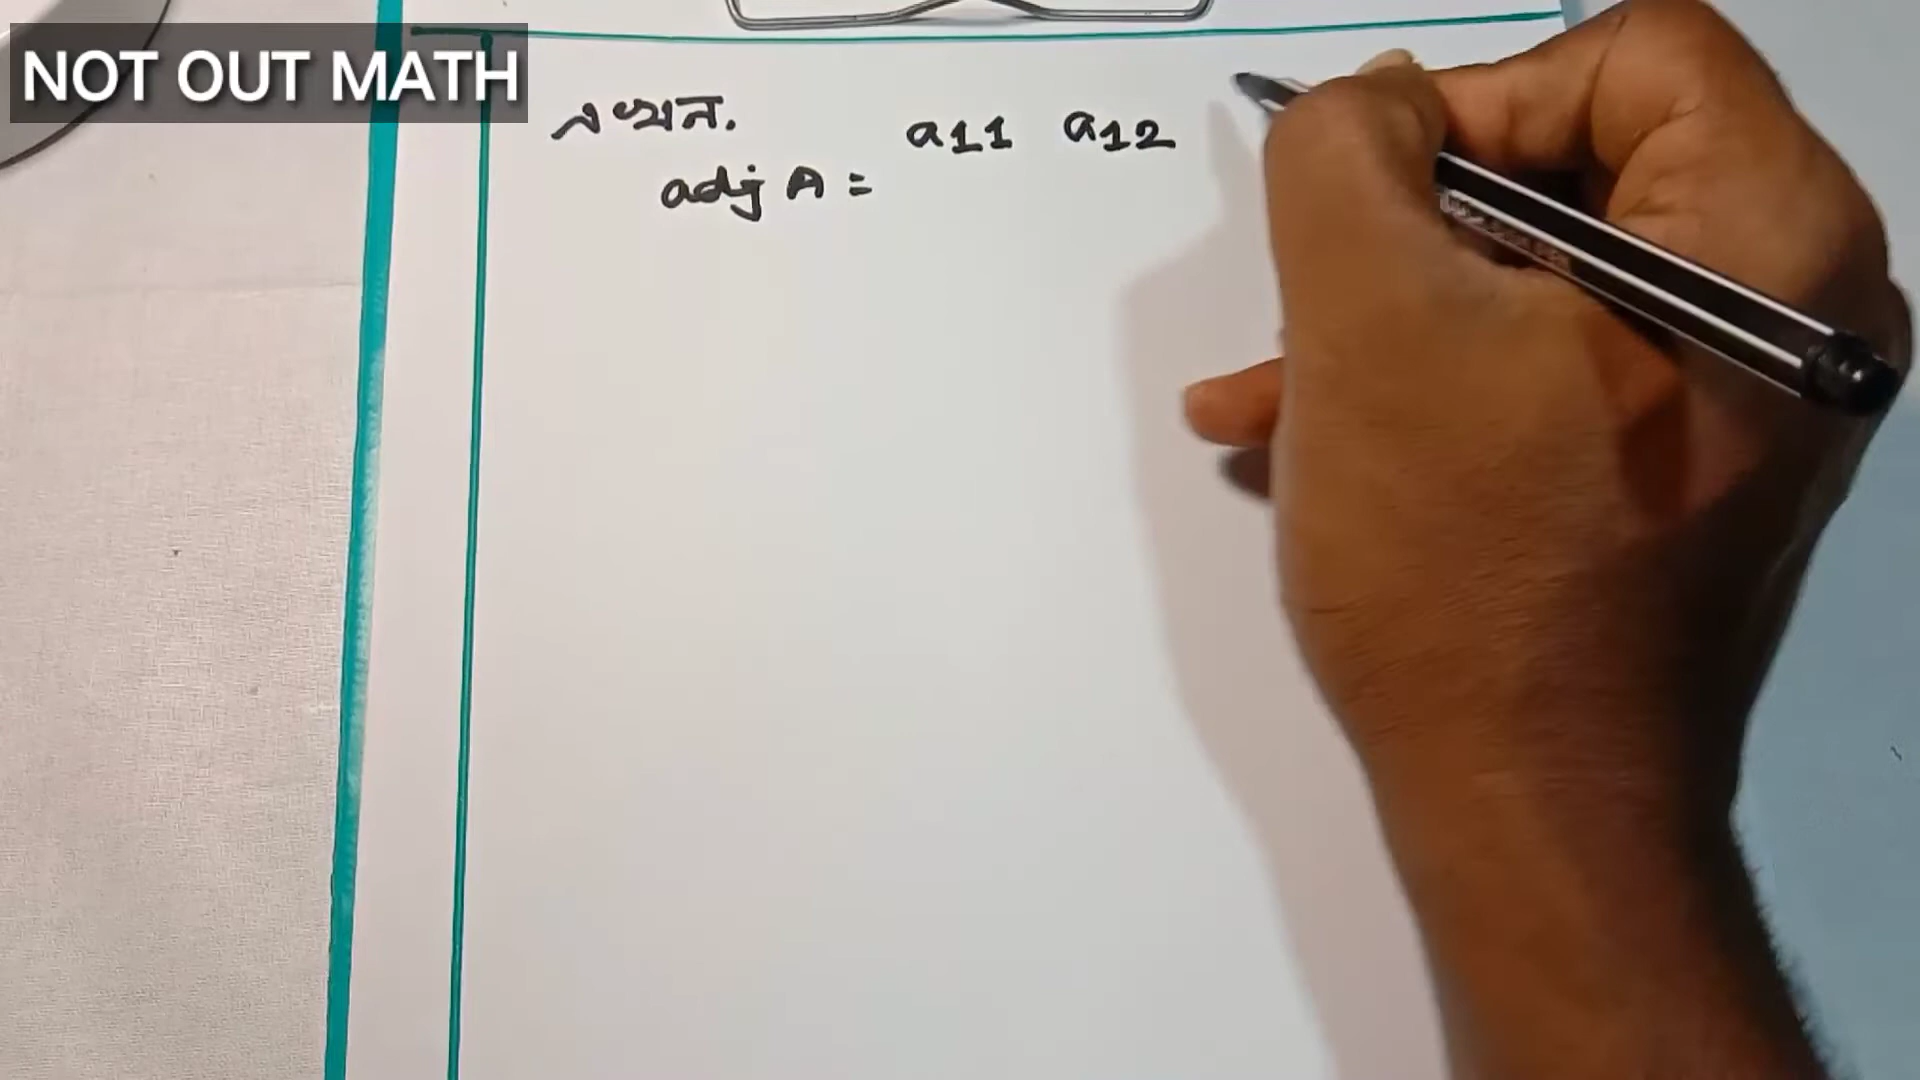 NOT OUT MATH
এখন.
a11 a12
adj A =